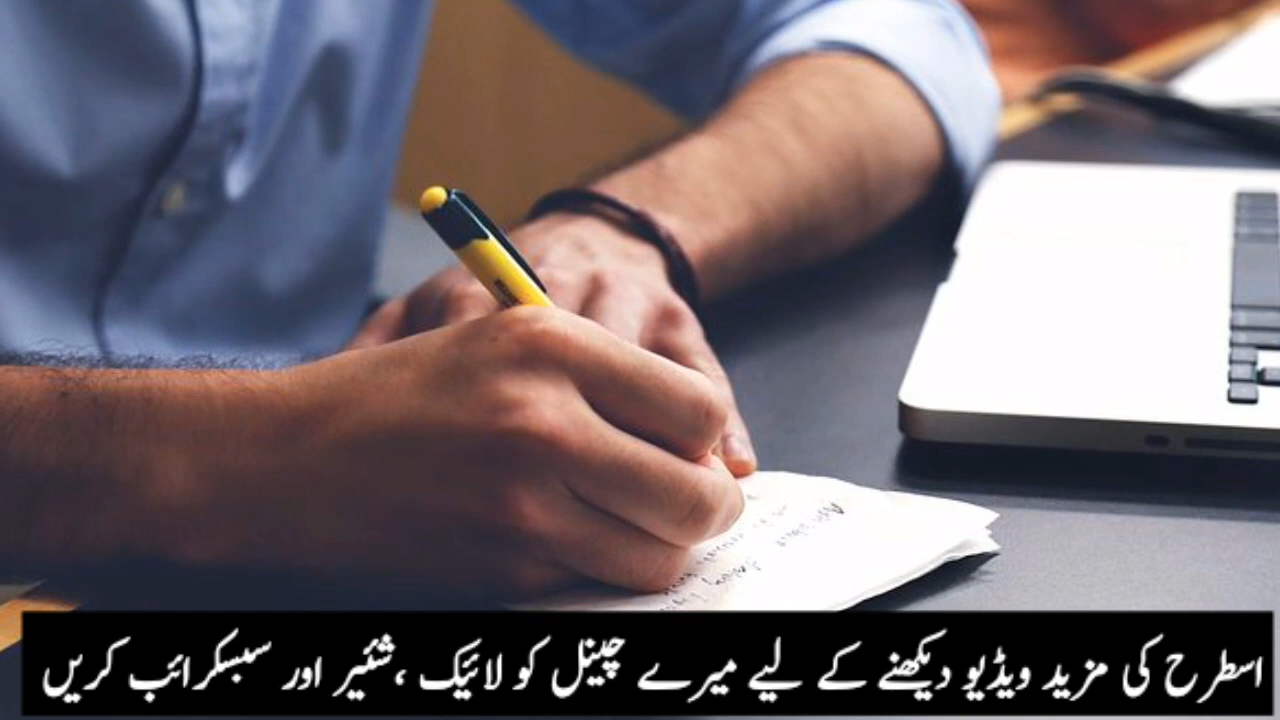 اسطرح کی مزید ویڈیو دیکھنے کے لیے میرے چینل کو لائیک ،شئیر اور سبسکرائب کریں